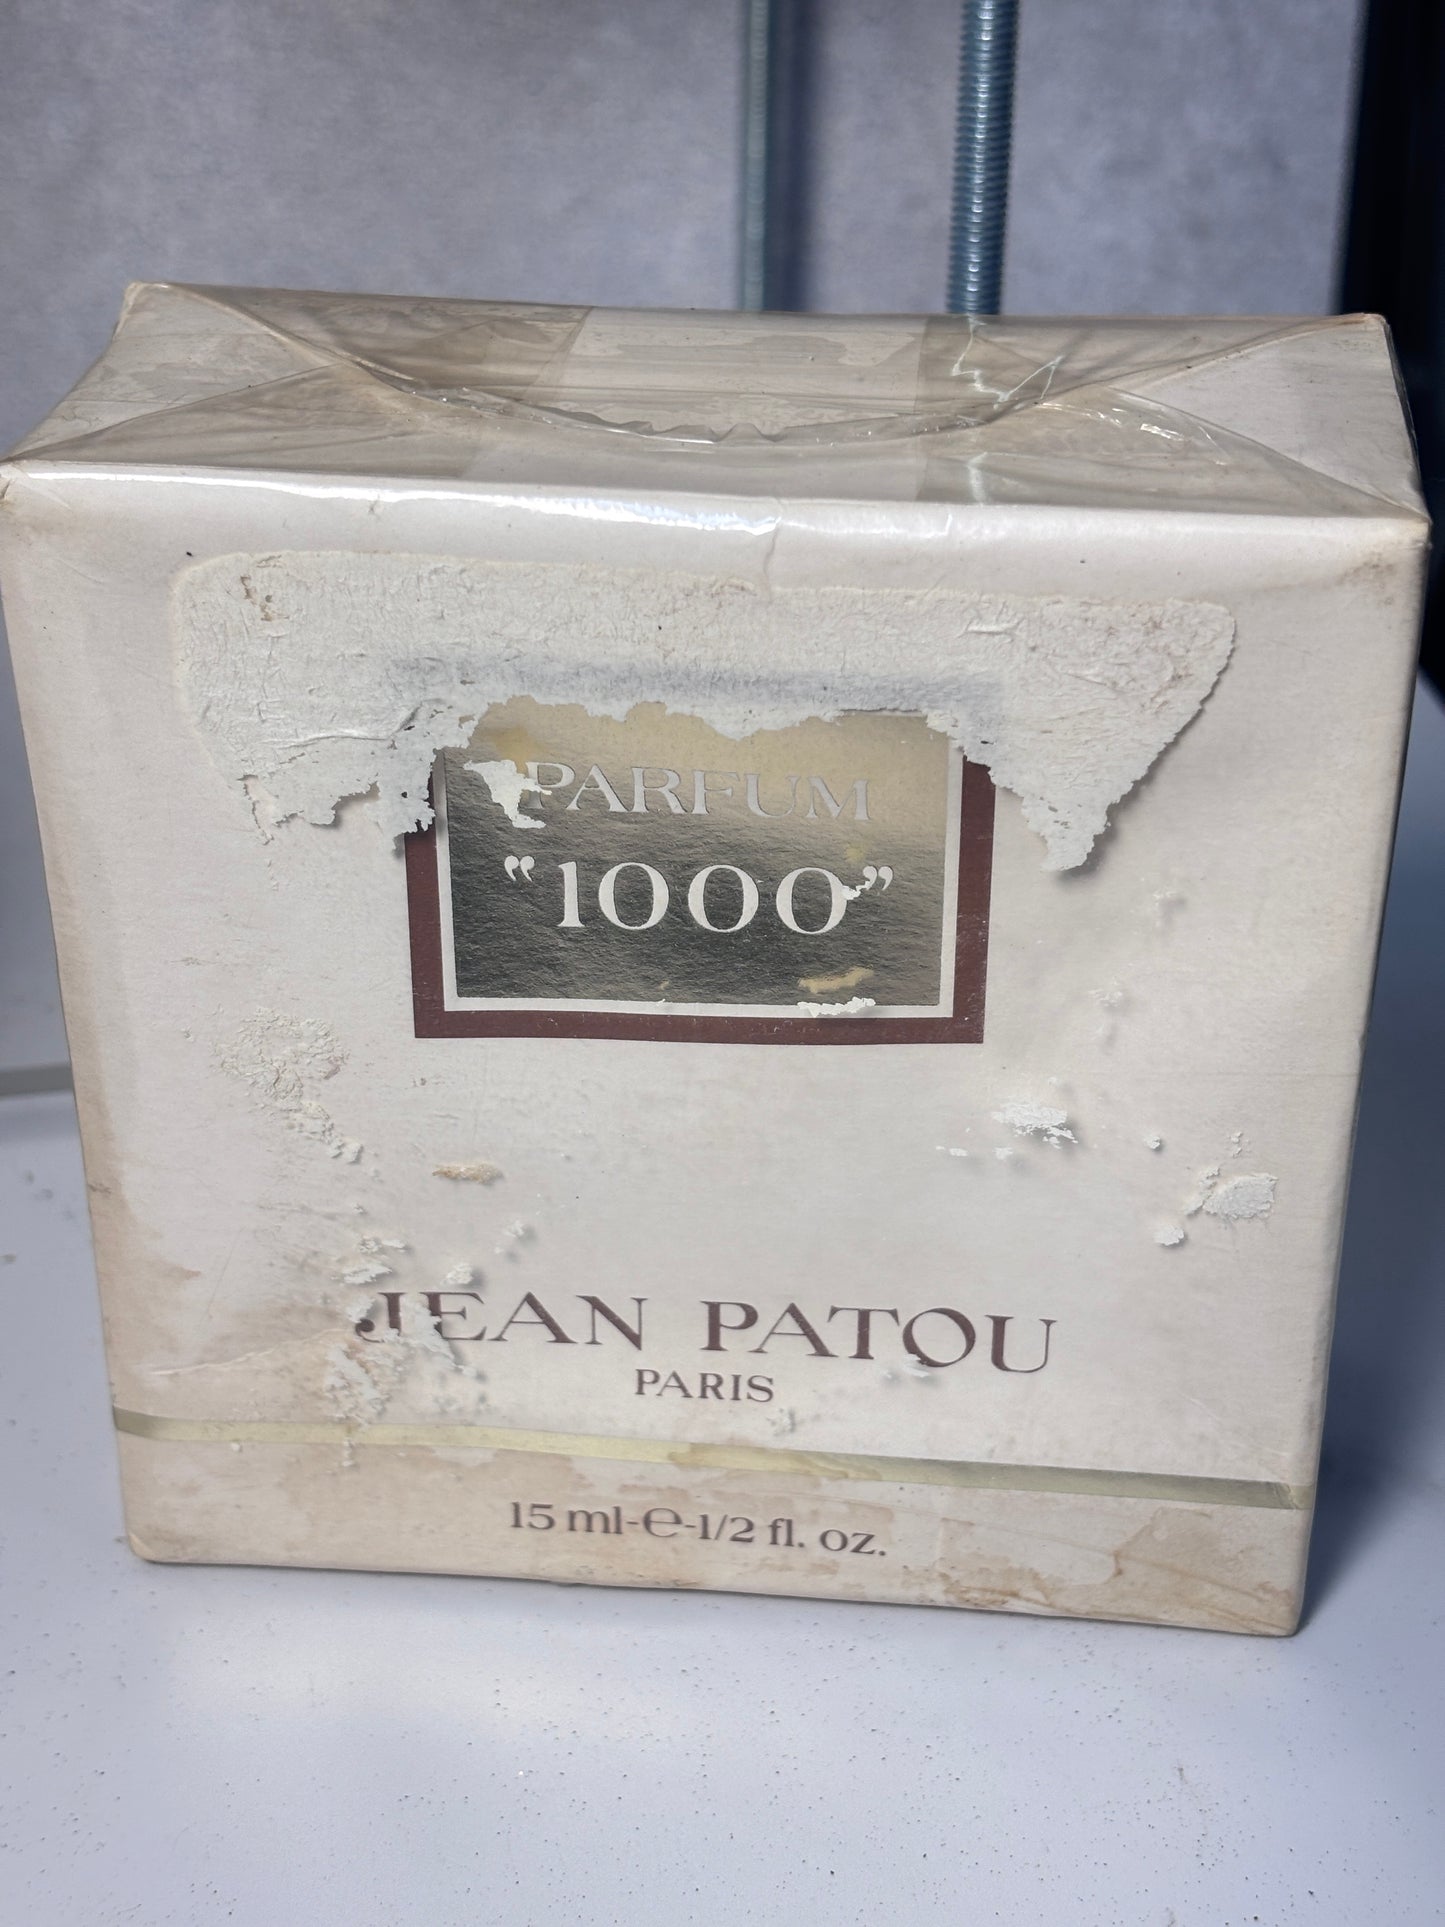 PARFUM
"1000"
JEAN PATOU
PARIS
15 ml-℮-1/2 fl. oz.